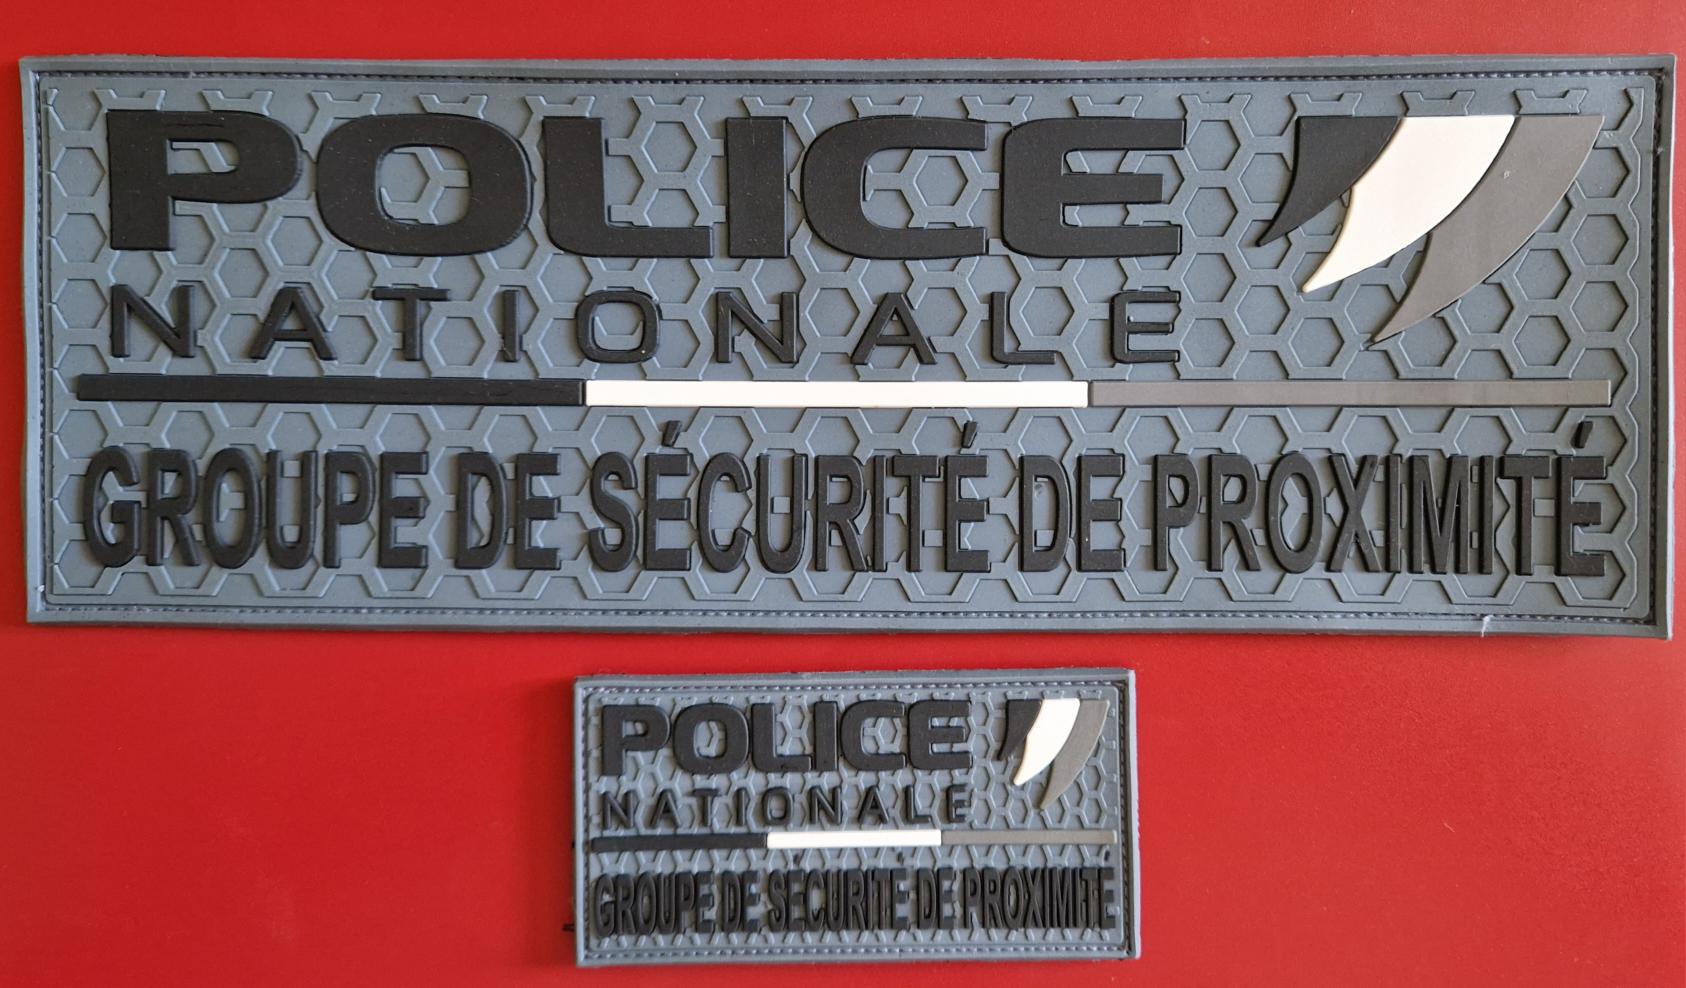 POLICE
NATIONALE
GROUPE DE SÉCURITÉ DE PROXIMITÉ
POLICE
NATIONALE
GROUPE DE SÉCURITÉ DE PROXIMITÉ